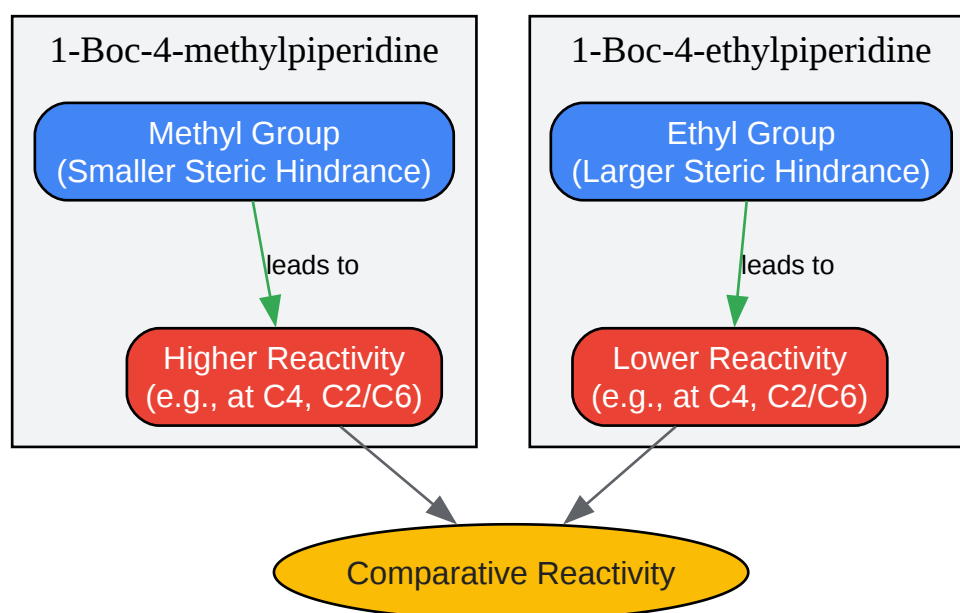 1-Boc-4-methylpiperidine
Methyl Group
(Smaller Steric Hindrance)
leads to
Higher Reactivity
(e.g., at C4, C2/C6)
1-Boc-4-ethylpiperidine
Ethyl Group
(Larger Steric Hindrance)
leads to
Lower Reactivity
(e.g., at C4, C2/C6)
Comparative Reactivity